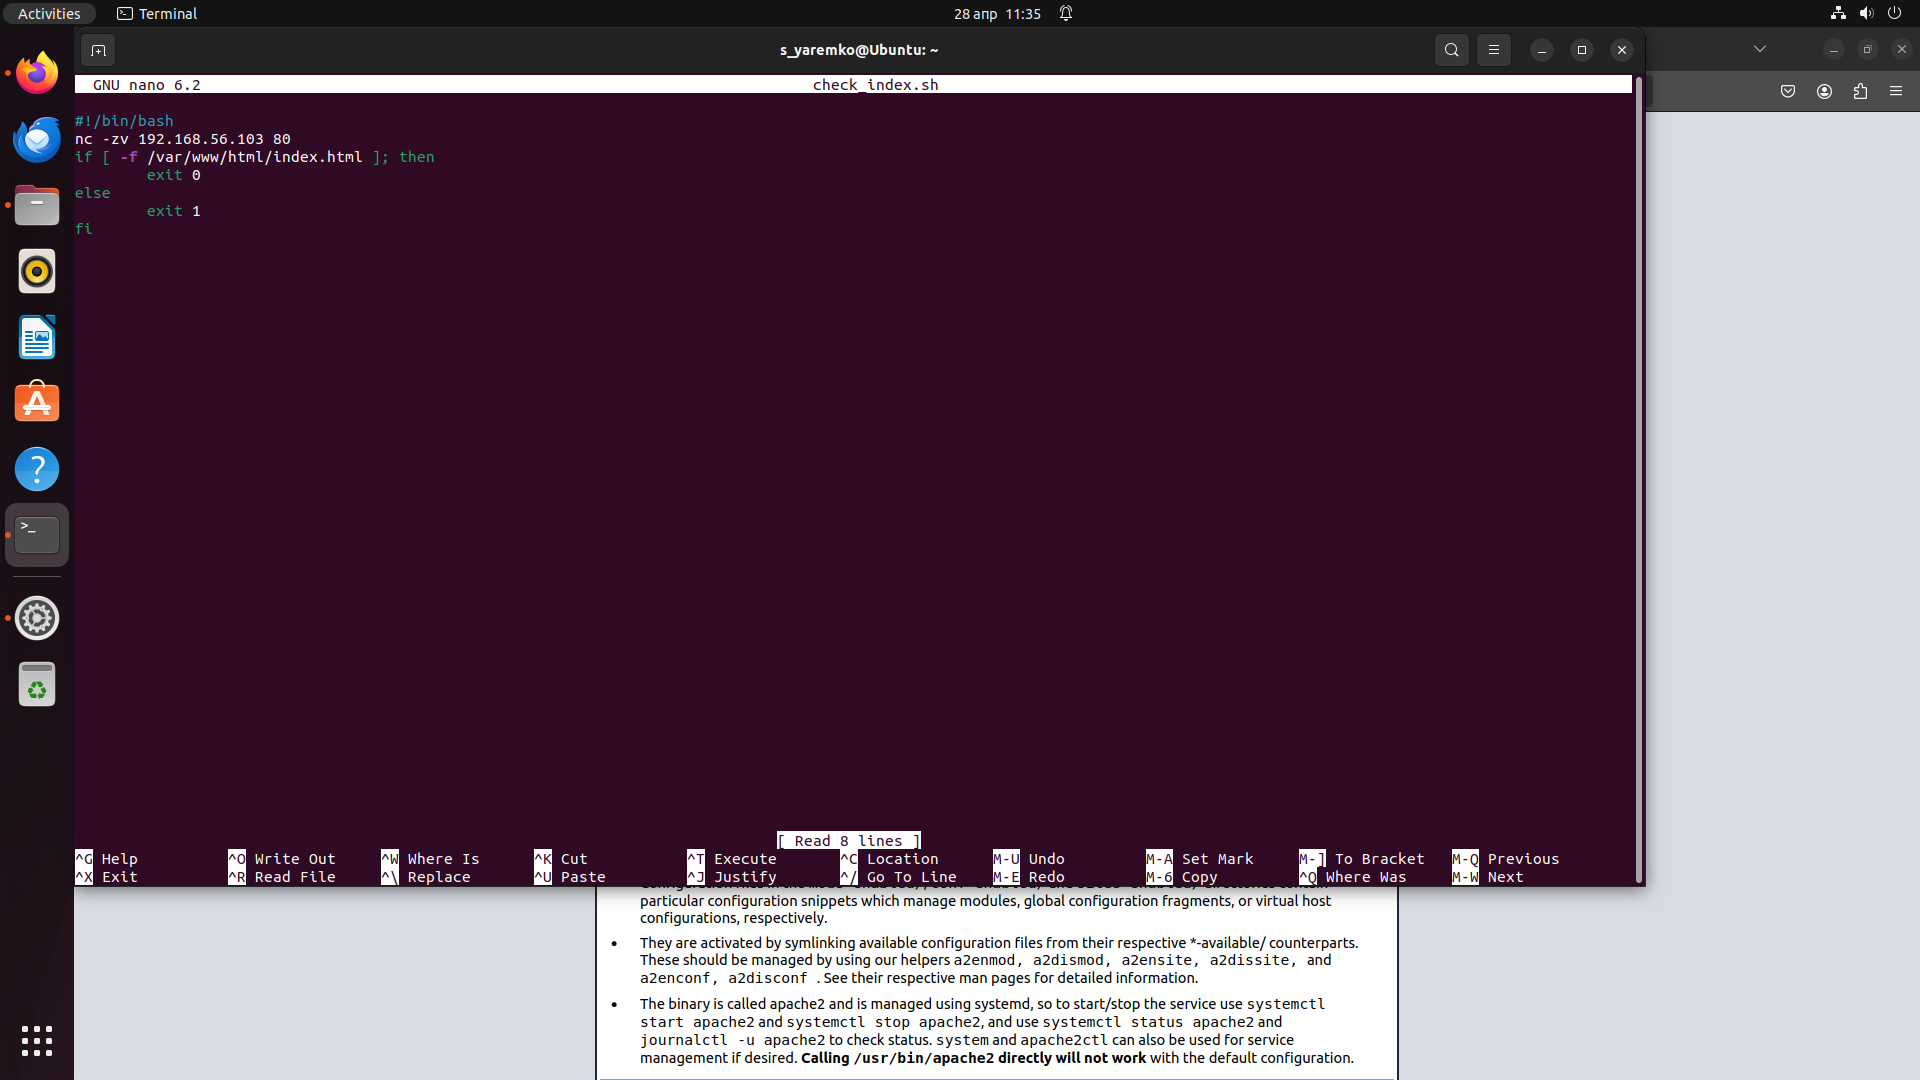 Activities
Terminal
28 апр 11:35
s_yaremko@Ubuntu: ~
GNU nano 6.2
check_index.sh
#!/bin/bash
nc -zv 192.168.56.103 80
if [ -f /var/www/html/index.html ]; then
exit 0
else
exit 1
fi
[ Read 8 lines ]
^G Help ^O Write Out ^W Where Is ^K Cut ^T Execute ^C Location M-U Undo M-A Set Mark M-] To Bracket M-Q Previous
^X Exit ^R Read File ^\ Replace ^U Paste ^J Justify ^/ Go To Line M-E Redo M-6 Copy ^Q Where Was M-W Next
particular configuration snippets which manage modules, global configuration fragments, or virtual host
configurations, respectively.
• They are activated by symlinking available configuration files from their respective *-available/ counterparts.
These should be managed by using our helpers a2enmod, a2dismod, a2ensite, a2dissite, and
a2enconf, a2disconf . See their respective man pages for detailed information.
• The binary is called apache2 and is managed using systemd, so to start/stop the service use systemctl
start apache2 and systemctl stop apache2, and use systemctl status apache2 and
journalctl -u apache2 to check status. system and apache2ctl can also be used for service
management if desired. Calling /usr/bin/apache2 directly will not work with the default configuration.